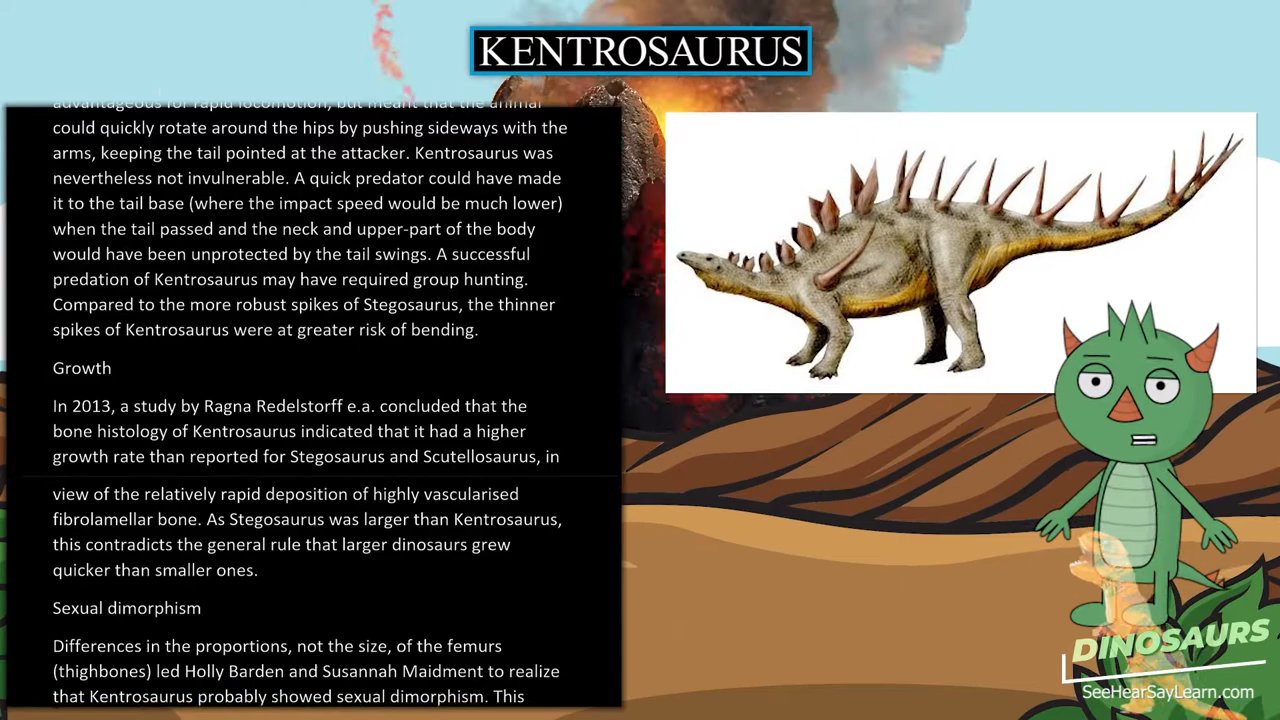 KENTROSAURUS
advantageous for rapid locomotion, but meant that the animal
could quickly rotate around the hips by pushing sideways with the
arms, keeping the tail pointed at the attacker. Kentrosaurus was
nevertheless not invulnerable. A quick predator could have made
it to the tail base (where the impact speed would be much lower)
when the tail passed and the neck and upper-part of the body
would have been unprotected by the tail swings. A successful
predation of Kentrosaurus may have required group hunting.
Compared to the more robust spikes of Stegosaurus, the thinner
spikes of Kentrosaurus were at greater risk of bending.
Growth
In 2013, a study by Ragna Redelstorff e.a. concluded that the
bone histology of Kentrosaurus indicated that it had a higher
growth rate than reported for Stegosaurus and Scutellosaurus, in
view of the relatively rapid deposition of highly vascularised
fibrolamellar bone. As Stegosaurus was larger than Kentrosaurus,
this contradicts the general rule that larger dinosaurs grew
quicker than smaller ones.
Sexual dimorphism
Differences in the proportions, not the size, of the femurs
(thighbones) led Holly Barden and Susannah Maidment to realize
that Kentrosaurus probably showed sexual dimorphism. This
DINOSAURS
SeeHearSayLearn.com